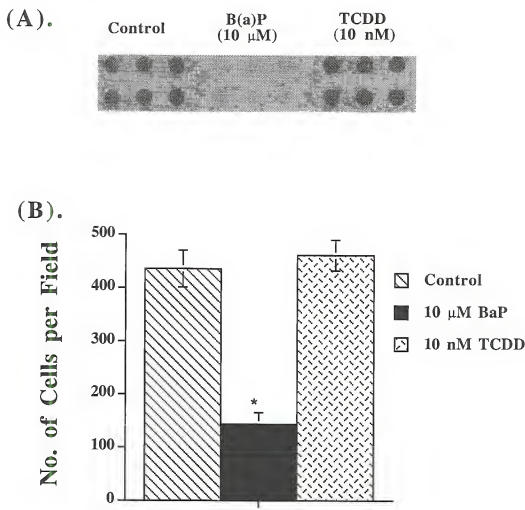 (A).
Control
B(a)P
(10 μM)
TCDD
(10 nM)
(B).
No. of Cells per Field
500
400
300
200
100
0
*
Control
10 μM BaP
10 nM TCDD